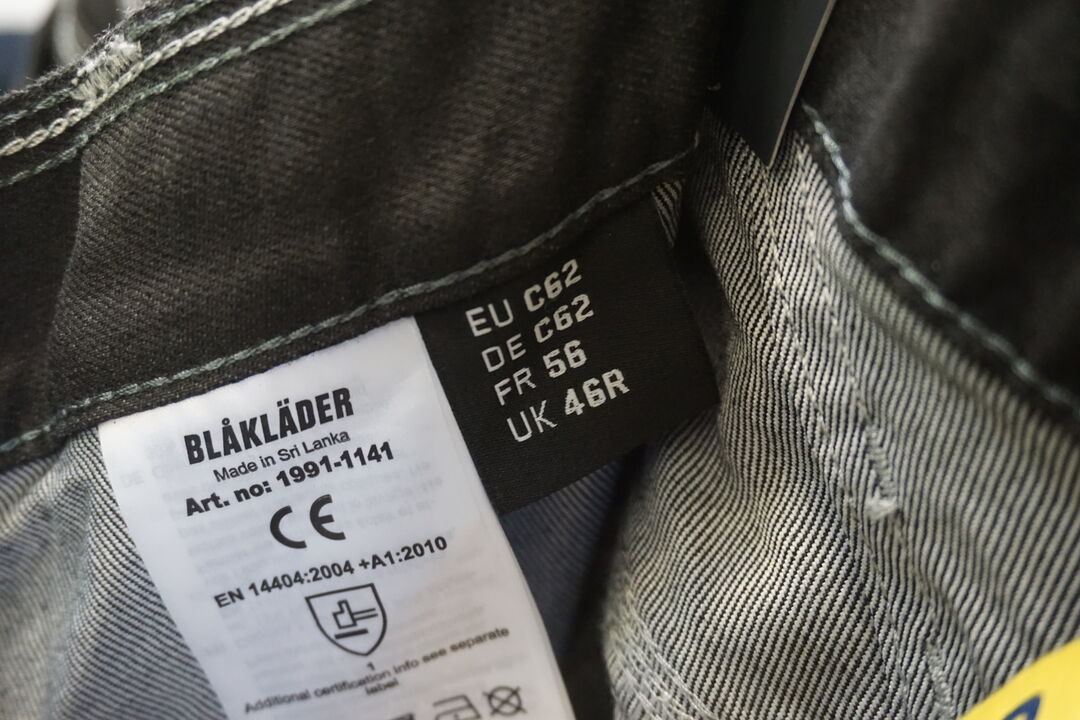 BLÅKLÄDER
Made in Sri Lanka
Art. no: 1991-1141
CE
EN 14404:2004 +A1:2010
1
Additional certification info see separate
label
EU C62
DE C62
FR 56
UK 46R